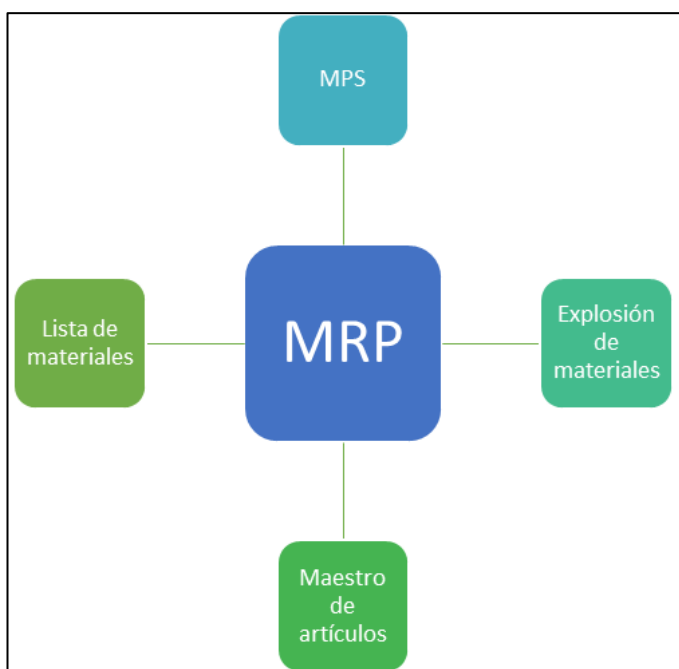 MPS
Lista de
materiales
MRP
Explosión
de
materiales
Maestro
de
artículos